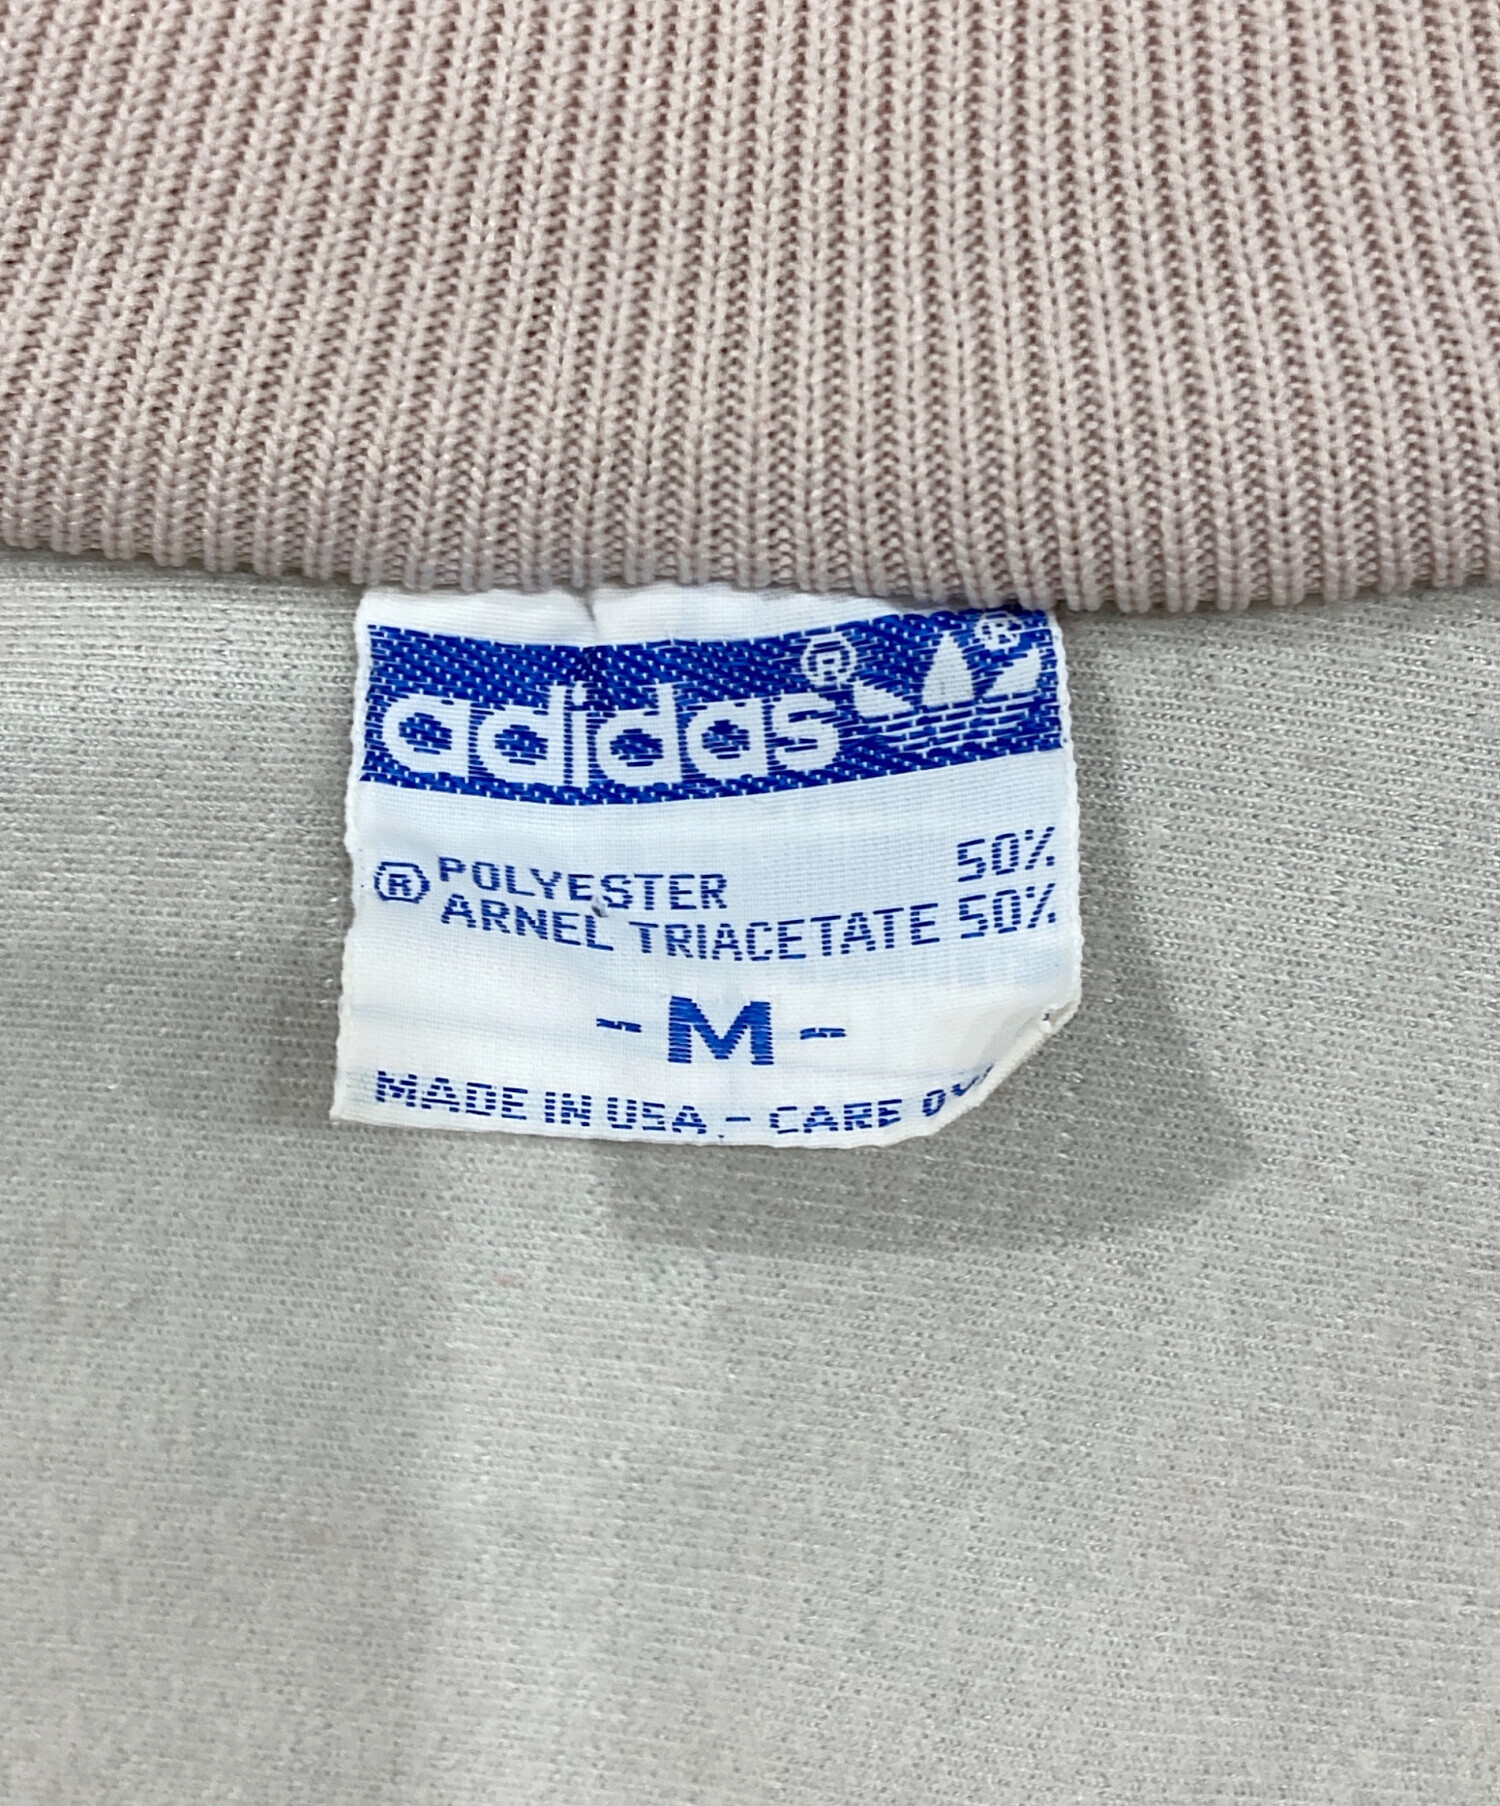 adidas® ®
POLYESTER 50%
® ARNEL TRIACETATE 50%
- M -
MADE IN USA - CARE